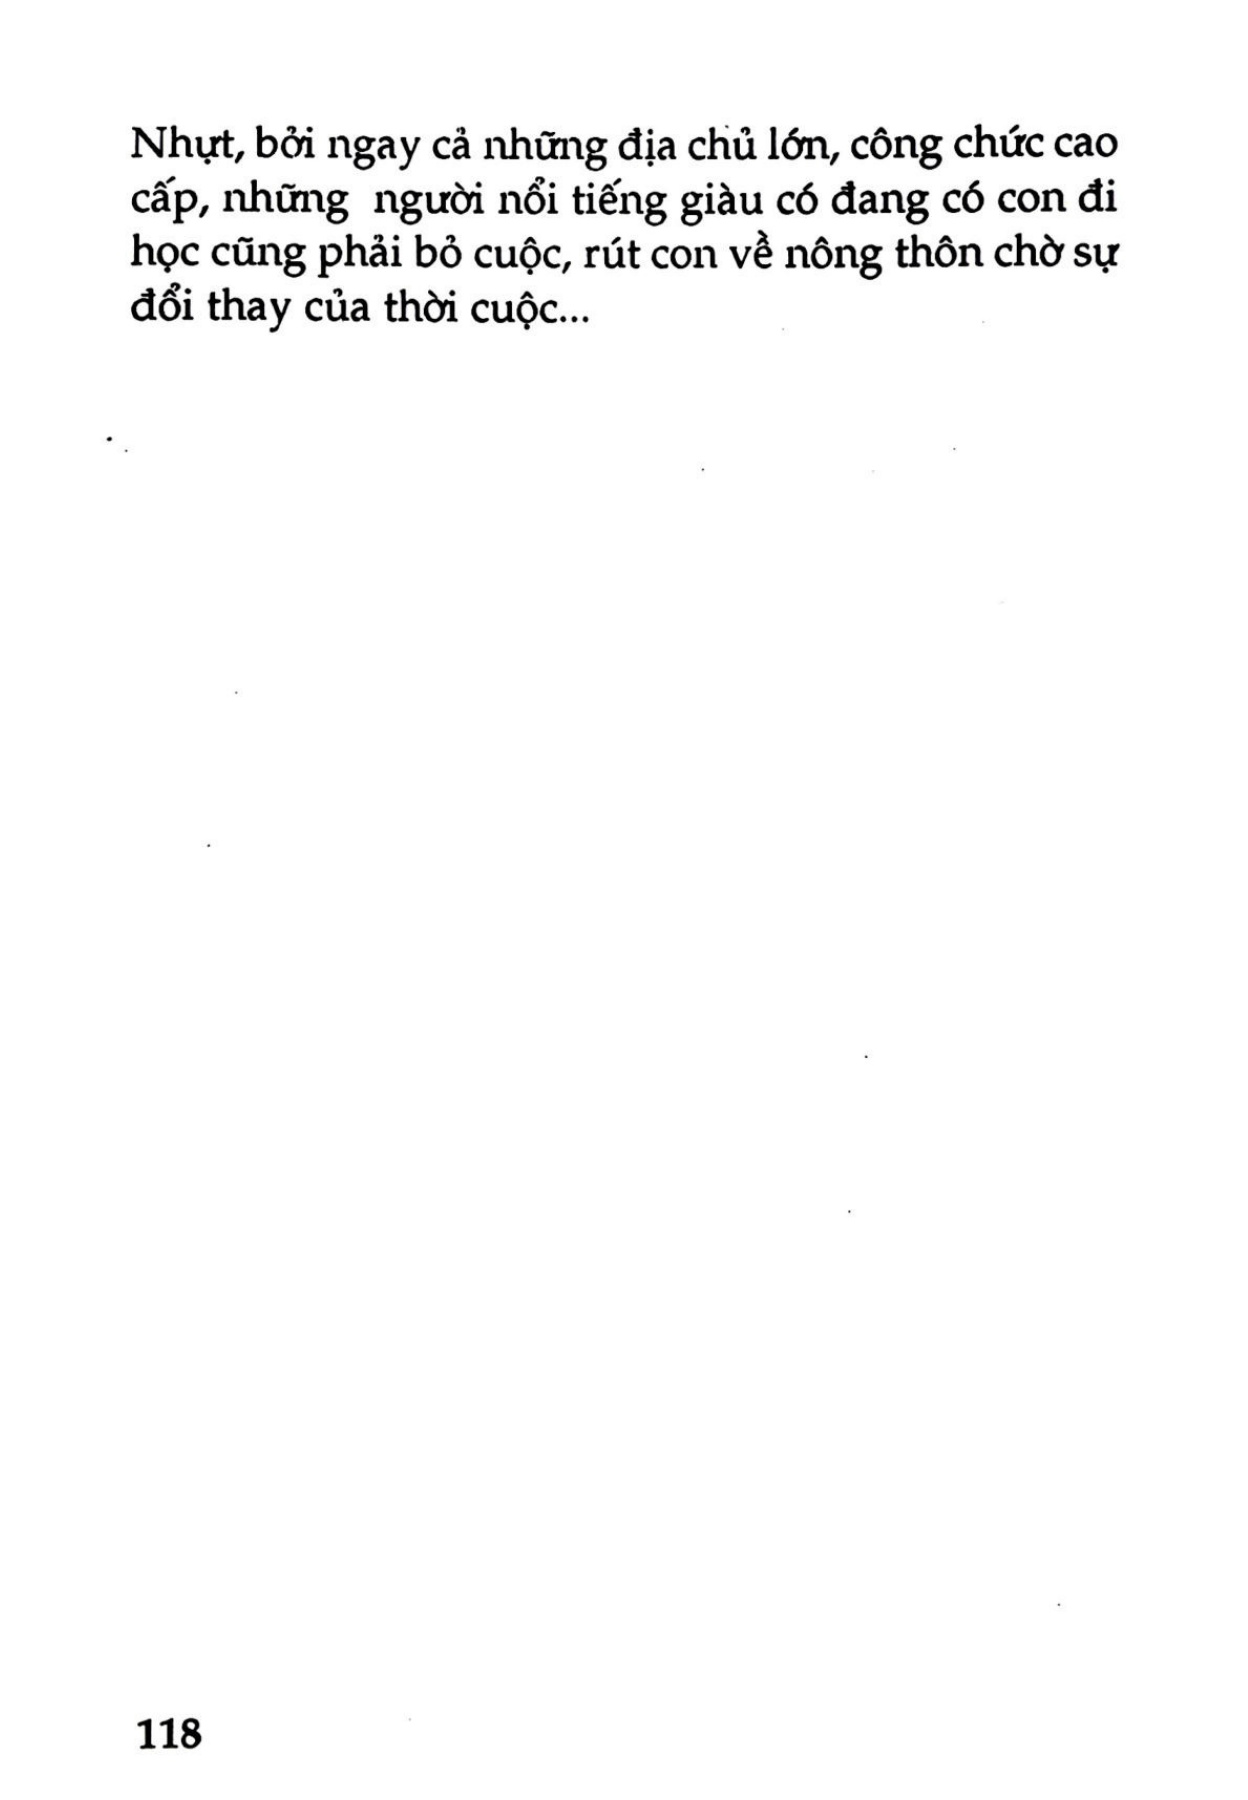 Nhựt, bởi ngay cả những địa chủ lớn, công chức cao
cấp, những người nổi tiếng giàu có đang có con đi
học cũng phải bỏ cuộc, rút con về nông thôn chờ sự
đổi thay của thời cuộc...
118